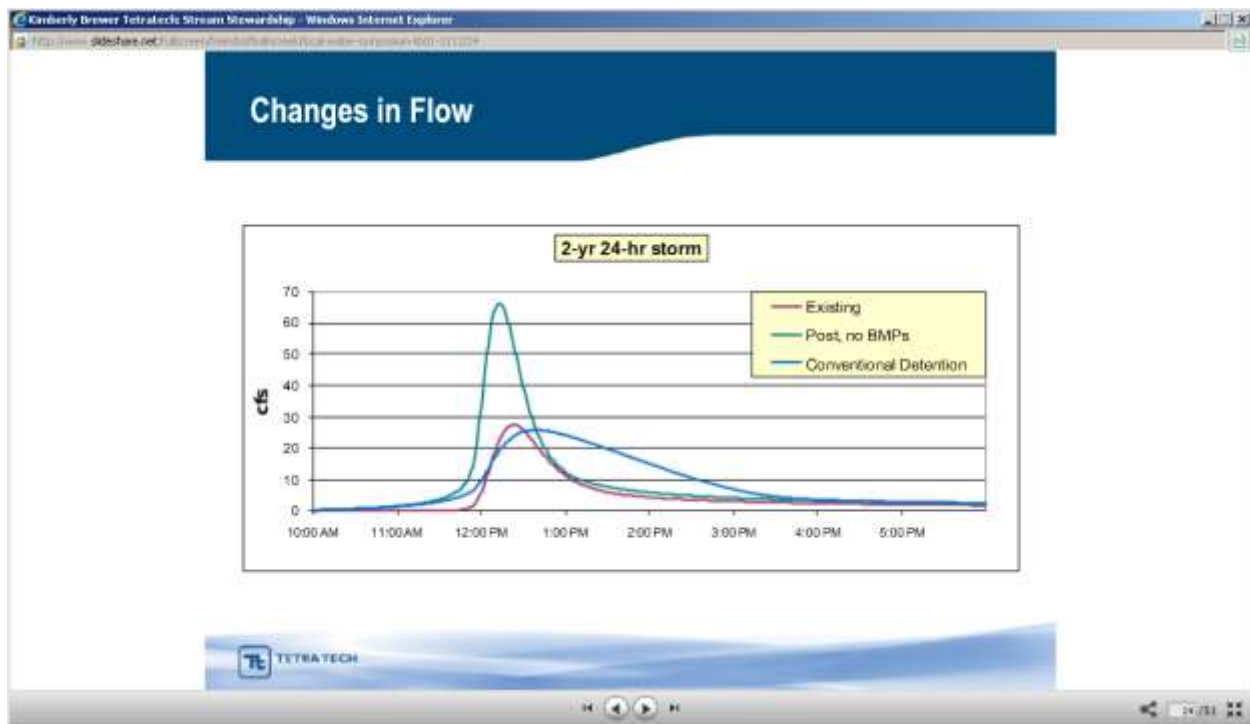 Kimberly Brewer Tetratech Stream Stewardship - Windows Internet Explorer
Changes in Flow
2-yr 24-hr storm
70
60
50
40
30
20
10
0
cfs
Existing
Post, no BMPs
Conventional Detention
10:00 AM 11:00 AM 12:00 PM 1:00 PM 2:00 PM 3:00 PM 4:00 PM 5:00 PM
TETRA TECH